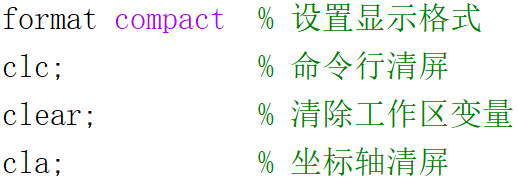 format compact  % 设置显示格式
clc;            % 命令行清屏
clear;          % 清除工作区变量
cla;            % 坐标轴清屏